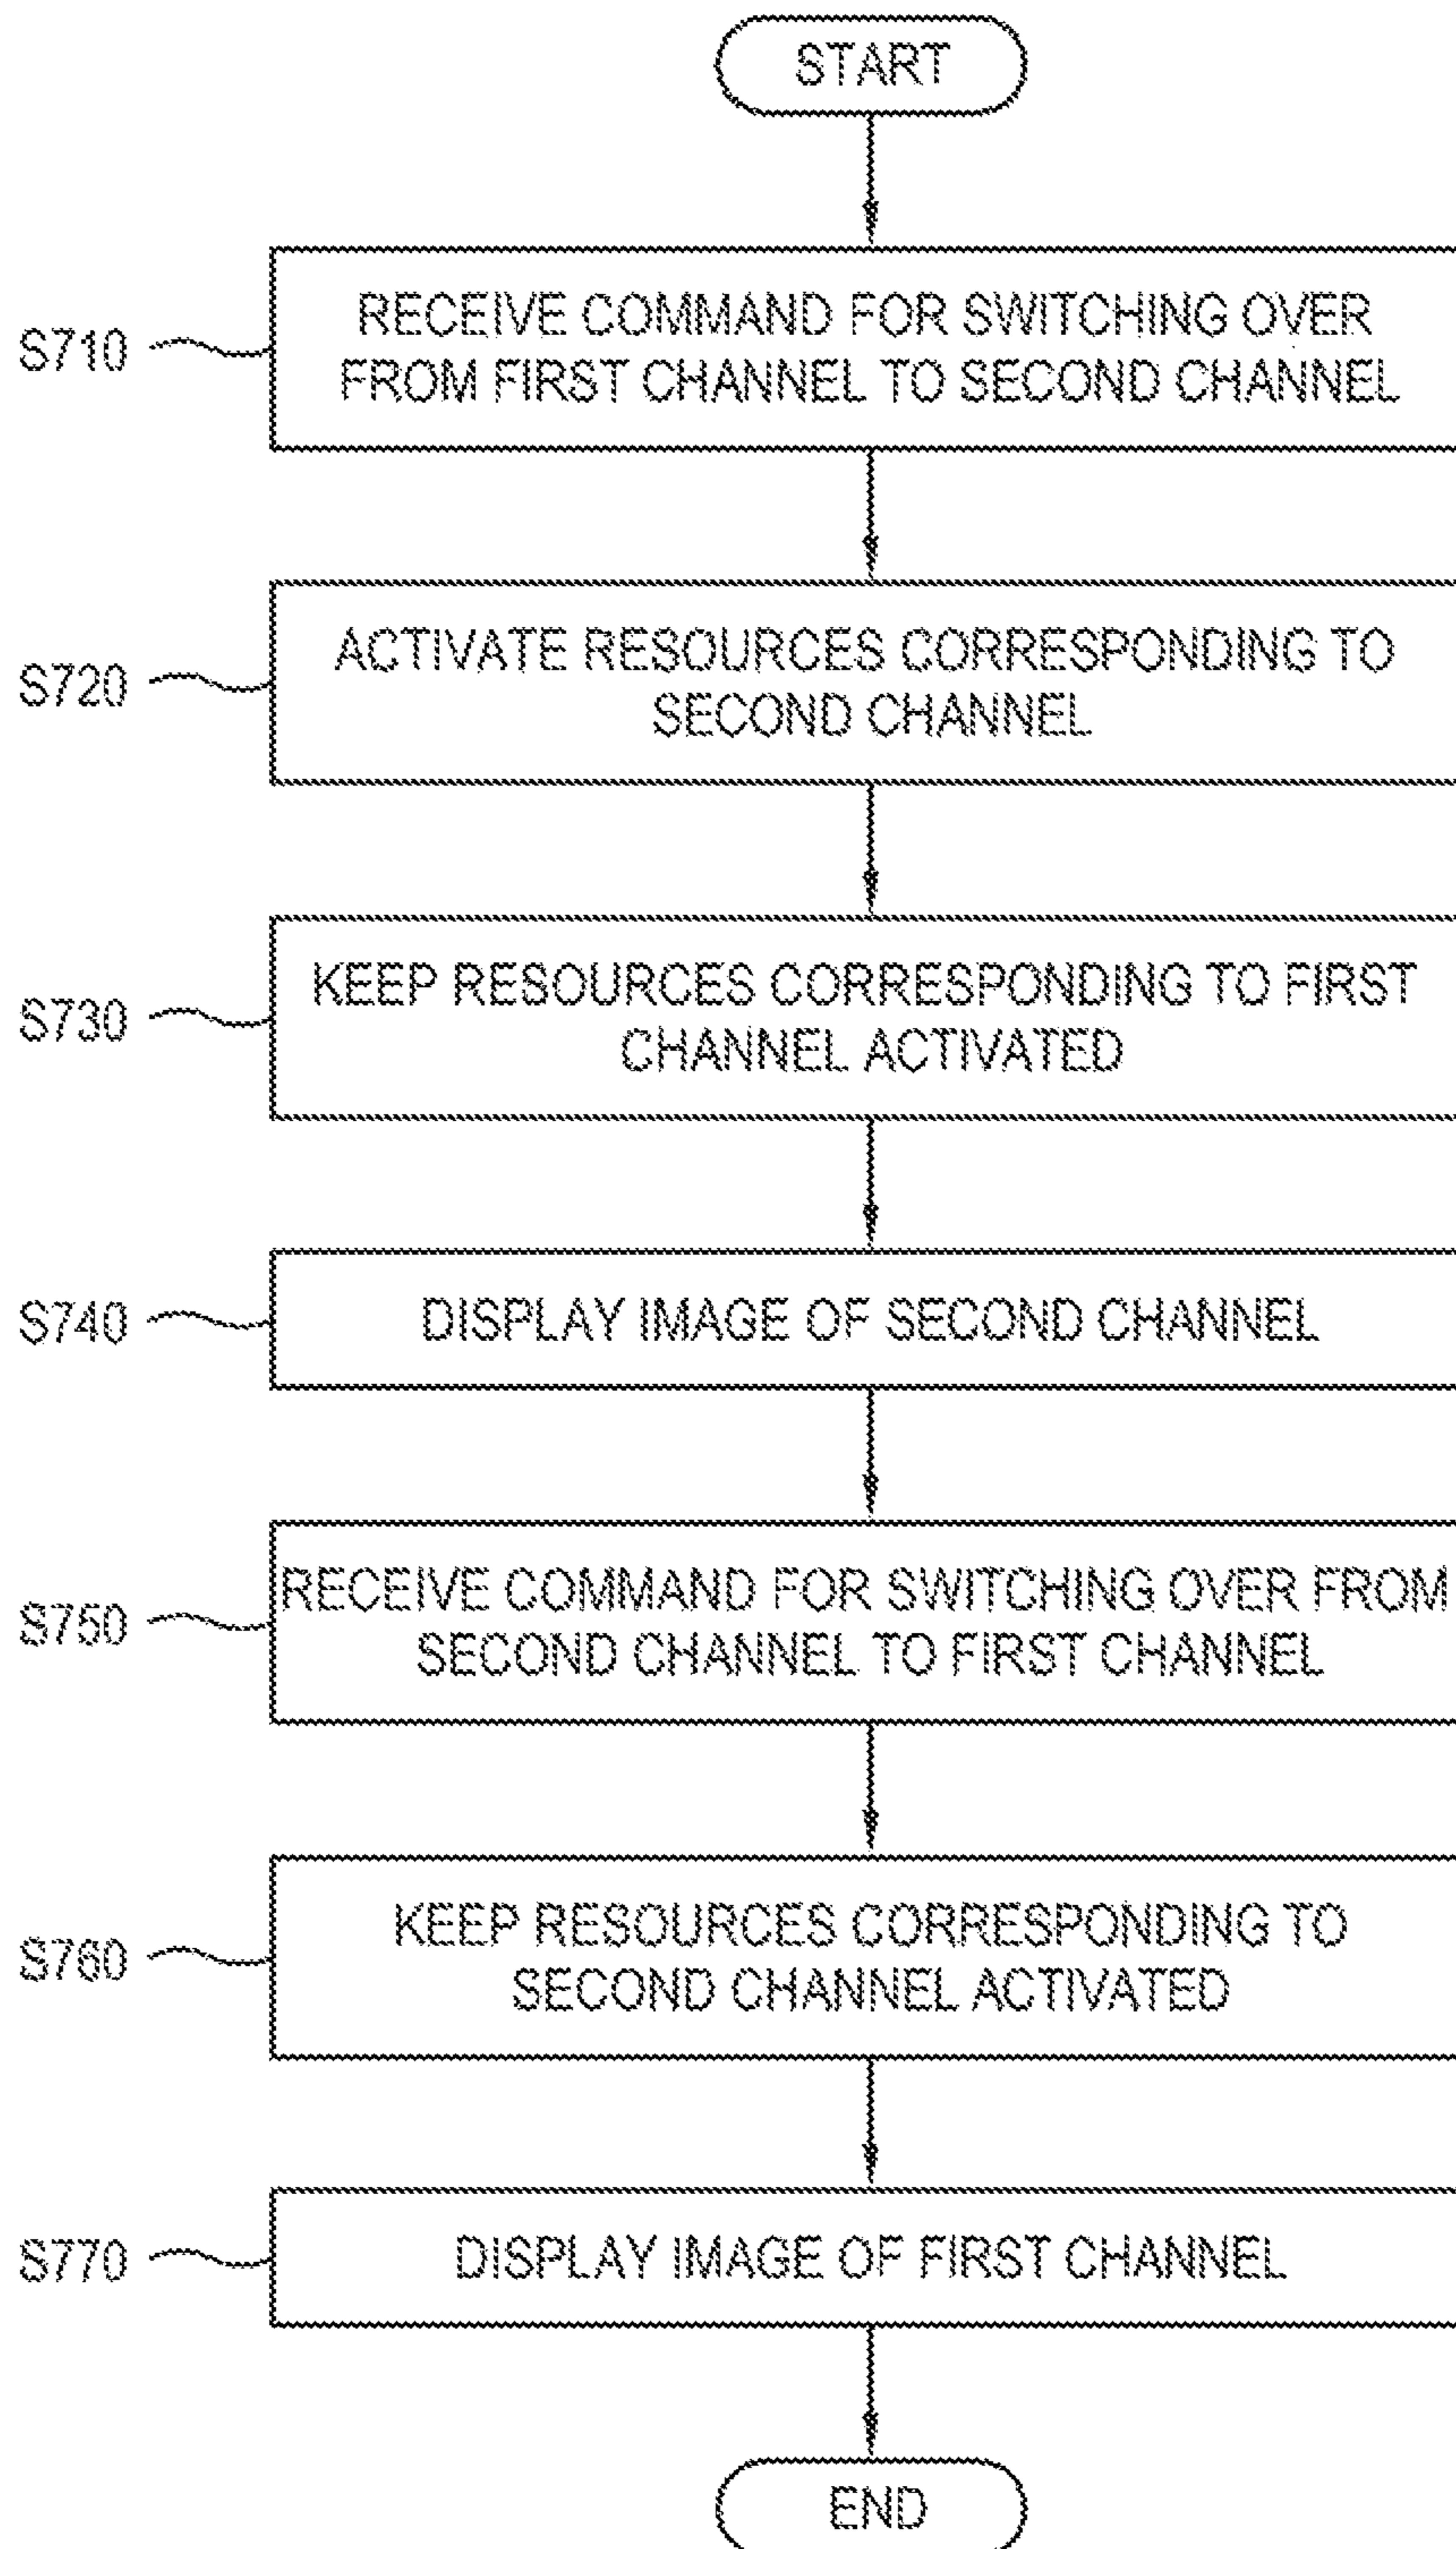 START
S710
RECEIVE COMMAND FOR SWITCHING OVER
FROM FIRST CHANNEL TO SECOND CHANNEL
S720
ACTIVATE RESOURCES CORRESPONDING TO
SECOND CHANNEL
S730
KEEP RESOURCES CORRESPONDING TO FIRST
CHANNEL ACTIVATED
S740
DISPLAY IMAGE OF SECOND CHANNEL
S750
RECEIVE COMMAND FOR SWITCHING OVER FROM
SECOND CHANNEL TO FIRST CHANNEL
S760
KEEP RESOURCES CORRESPONDING TO
SECOND CHANNEL ACTIVATED
S770
DISPLAY IMAGE OF FIRST CHANNEL
END